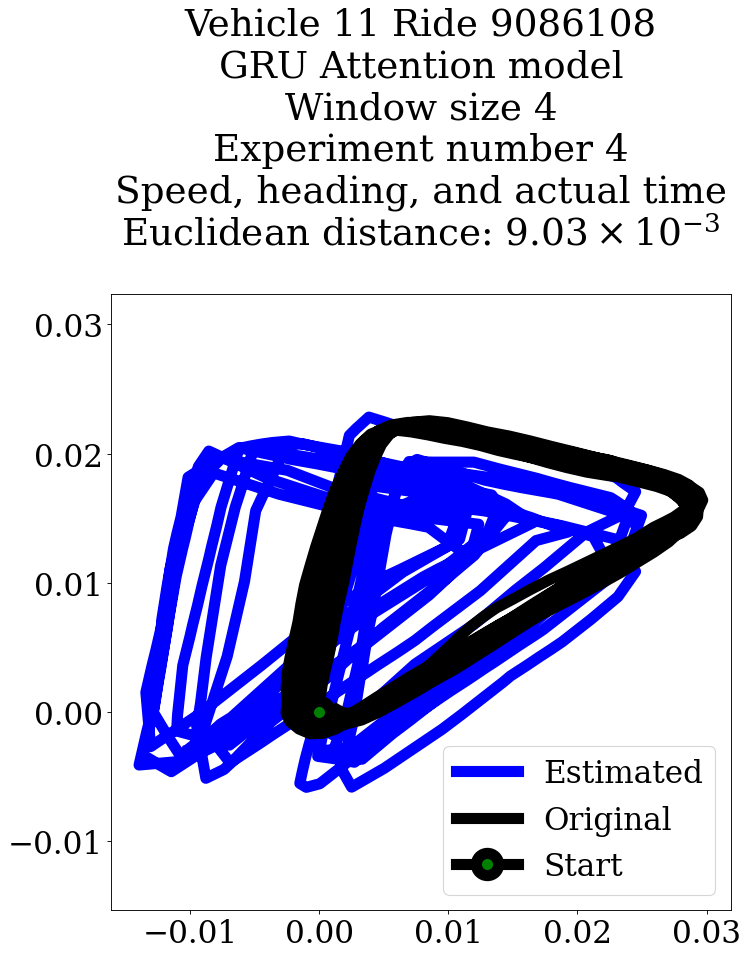 Vehicle 11 Ride 9086108
GRU Attention model
Window size 4
Experiment number 4
Speed, heading, and actual time
Euclidean distance: 9.03 × 10⁻³
0.03
0.02
0.01
0.00
−0.01
Estimated
Original
Start
−0.01 0.00 0.01 0.02 0.03